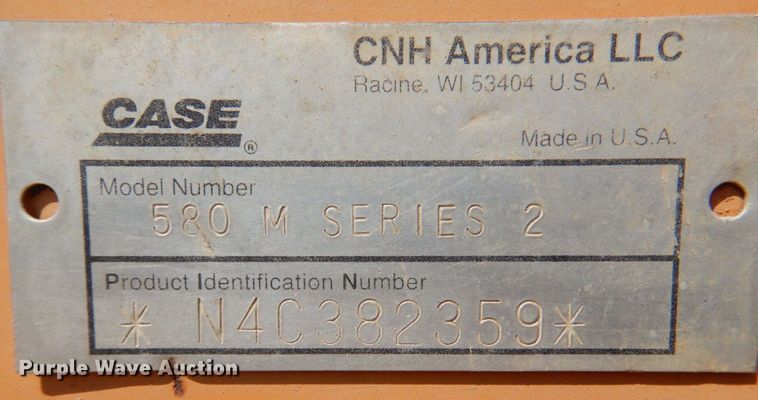 CNH America LLC
Racine, WI 53404 U.S.A.
CASE®
Made in U.S.A.
Model Number
580 M SERIES 2
Product Identification Number
* N4C382359*
Purple Wave Auction